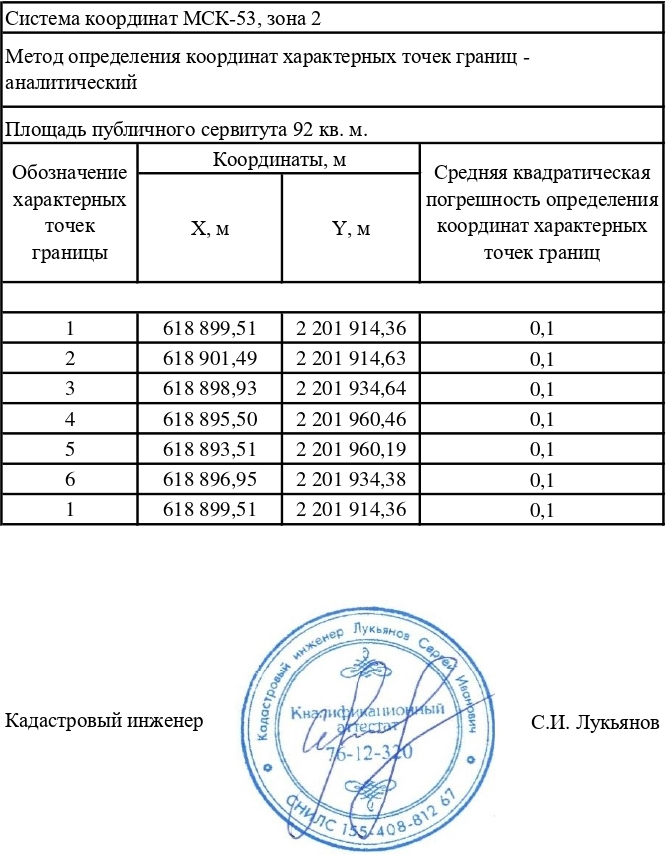 Система координат МСК-53, зона 2
Метод определения координат характерных точек границ -
аналитический
Площадь публичного сервитута 92 кв. м.
Обозначение характерных точек границы
Координаты, м
Средняя квадратическая погрешность определения координат характерных точек границ
X, м
Y, м
1 618 899,51 2 201 914,36 0,1
2 618 901,49 2 201 914,63 0,1
3 618 898,93 2 201 934,64 0,1
4 618 895,50 2 201 960,46 0,1
5 618 893,51 2 201 960,19 0,1
6 618 896,95 2 201 934,38 0,1
1 618 899,51 2 201 914,36 0,1
Кадастровый инженер Лукьянов Сергей Иванович
Квалификационный
аттестат
76-12-320
СНИЛС 155-408-812 67
Кадастровый инженер
С.И. Лукьянов